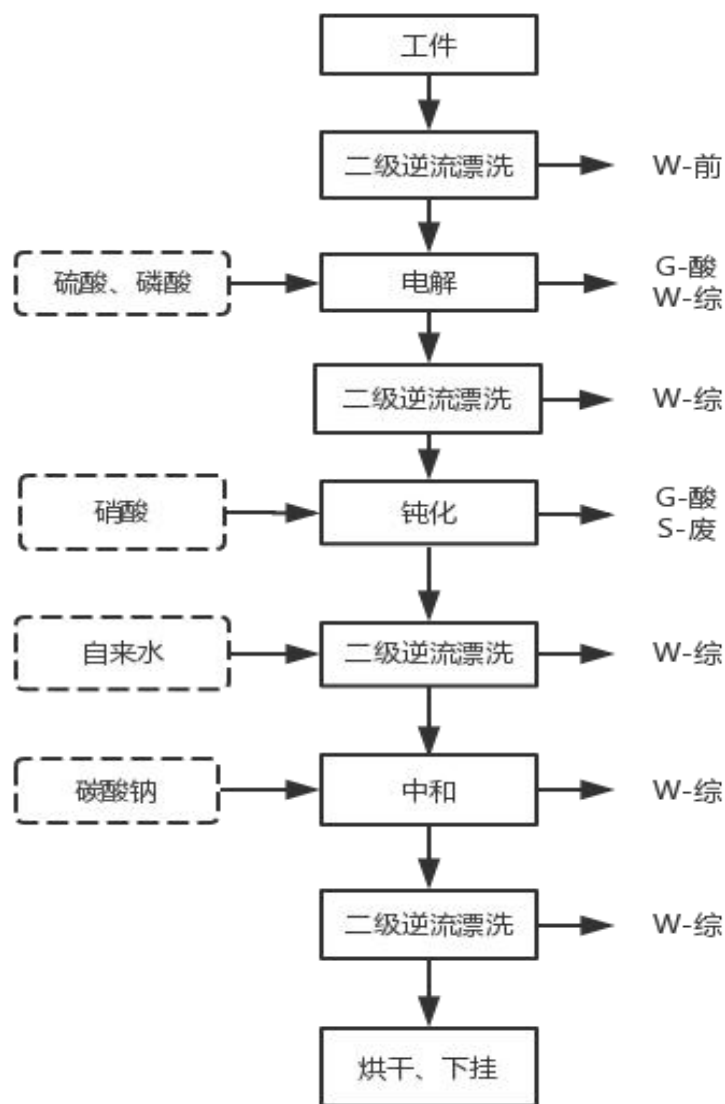 工件
二级逆流漂洗
W-前
硫酸、磷酸
电解
G-酸
W-综
二级逆流漂洗
W-综
硝酸
钝化
G-酸
S-废
自来水
二级逆流漂洗
W-综
碳酸钠
中和
W-综
二级逆流漂洗
W-综
烘干、下挂